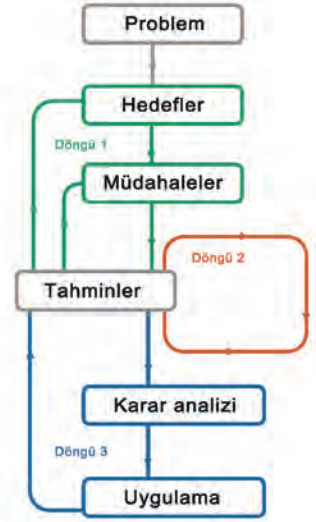 Problem
Hedefler
Döngü 1
Müdahaleler
Döngü 2
Tahminler
Karar analizi
Döngü 3
Uygulama